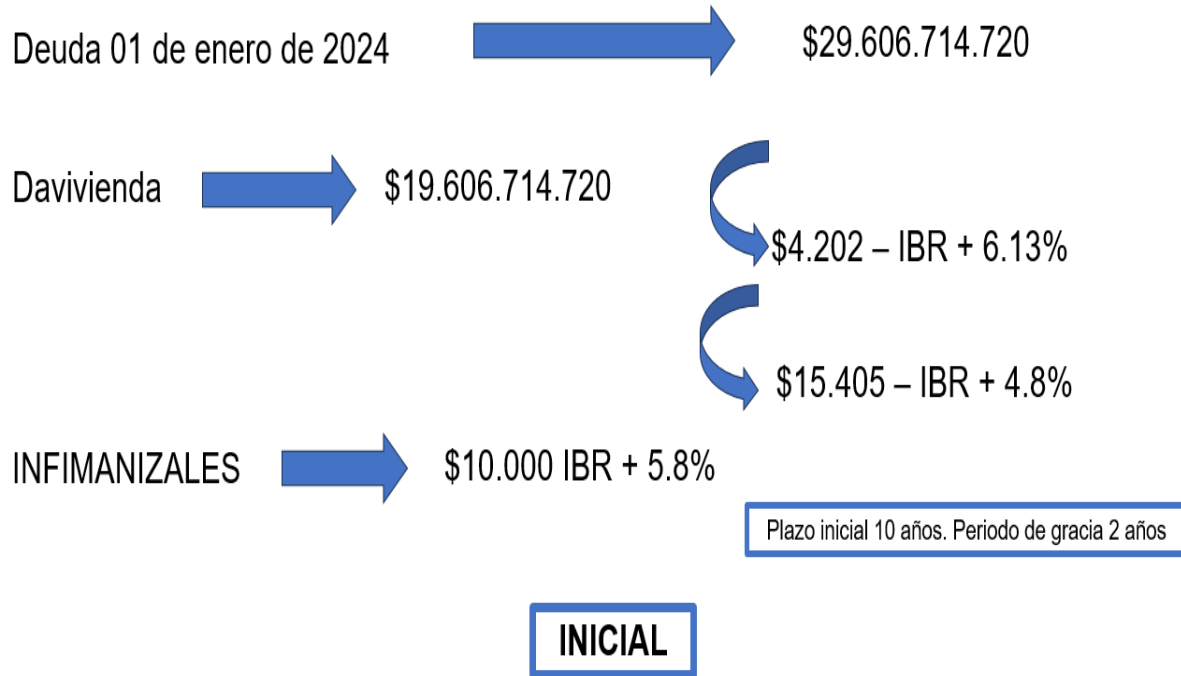 Deuda 01 de enero de 2024 $29.606.714.720
Davivienda $19.606.714.720
$4.202 – IBR + 6.13%
$15.405 – IBR + 4.8%
INFIMANIZALES $10.000 IBR + 5.8%
Plazo inicial 10 años. Periodo de gracia 2 años
INICIAL